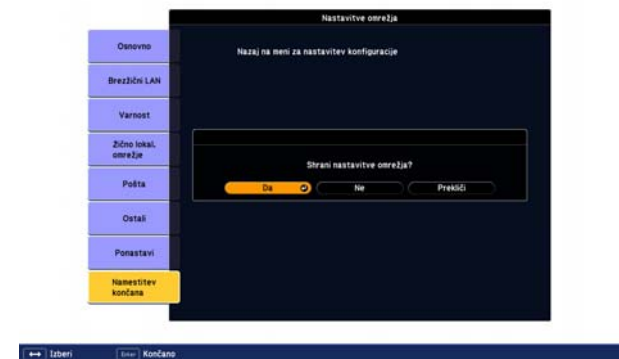 Nastavitve omrežja
Osnovno
Nazaj na meni za nastavitev konfiguracije
Brezžični LAN
Varnost
Žično lokal.
omrežje
Shrani nastavitve omrežja?
Pošta
Da
Ne
Prekliči
Ostali
Ponastavi
Namestitev
končana
Izberi
Enter
Končano